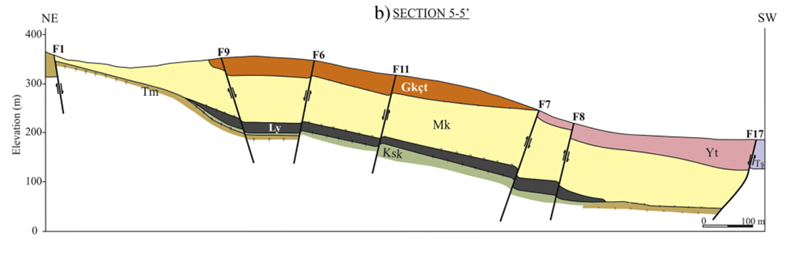 b) SECTION 5-5’
NE
SW
400
F1
F9
F6
F11
300
Gkçt
Tm
Elevation (m)
F7
F8
200
Ly
Mk
F17
Ksk
Yt
Ts
100
0
0 100 m